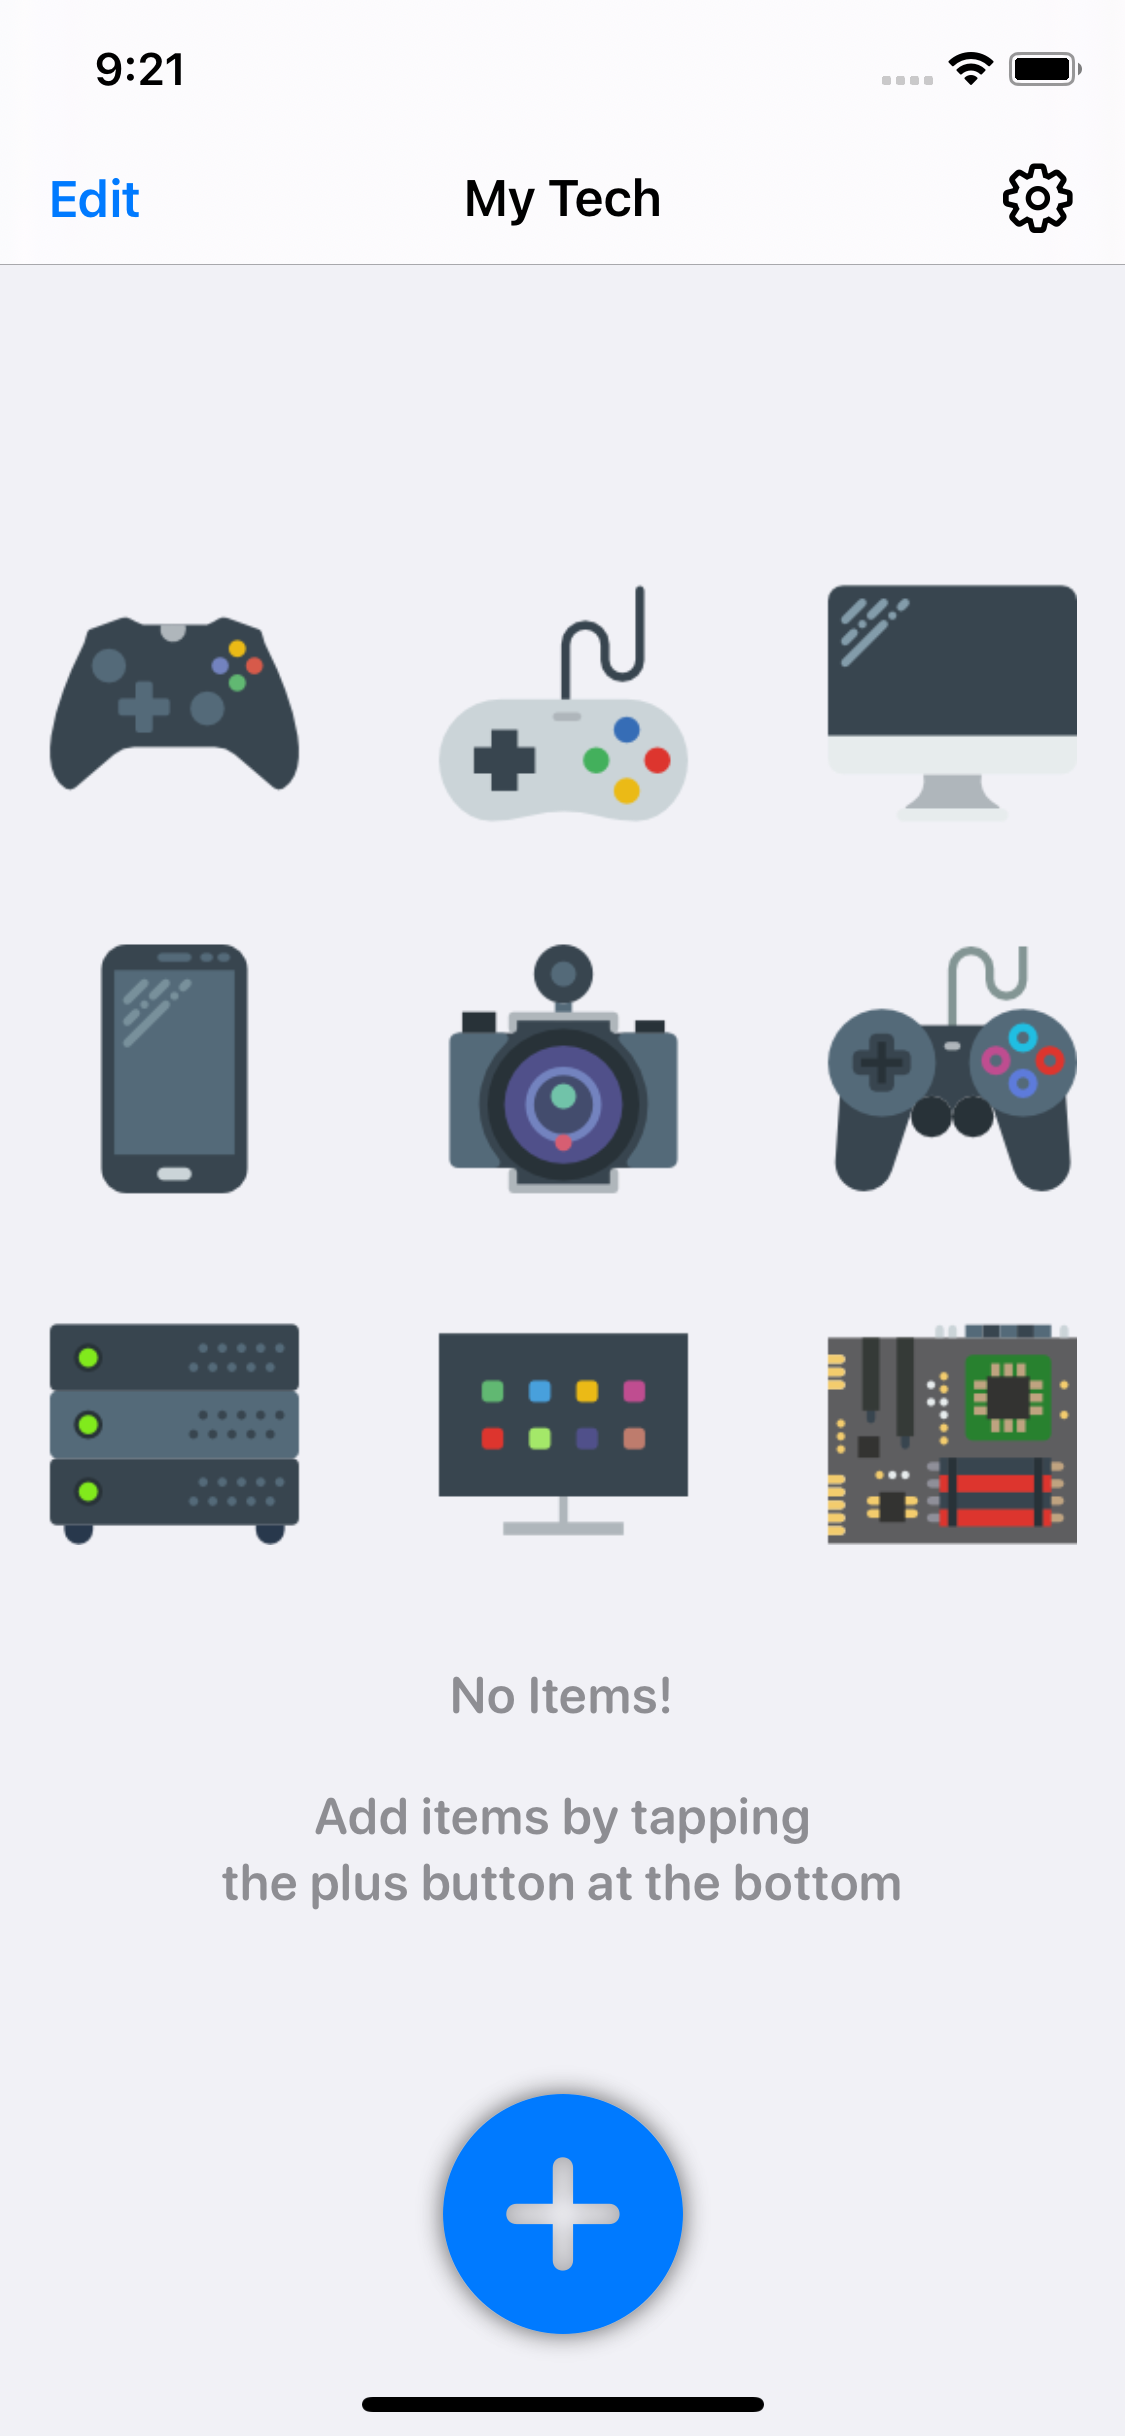 9:21
Edit
My Tech
No Items!
Add items by tapping
the plus button at the bottom